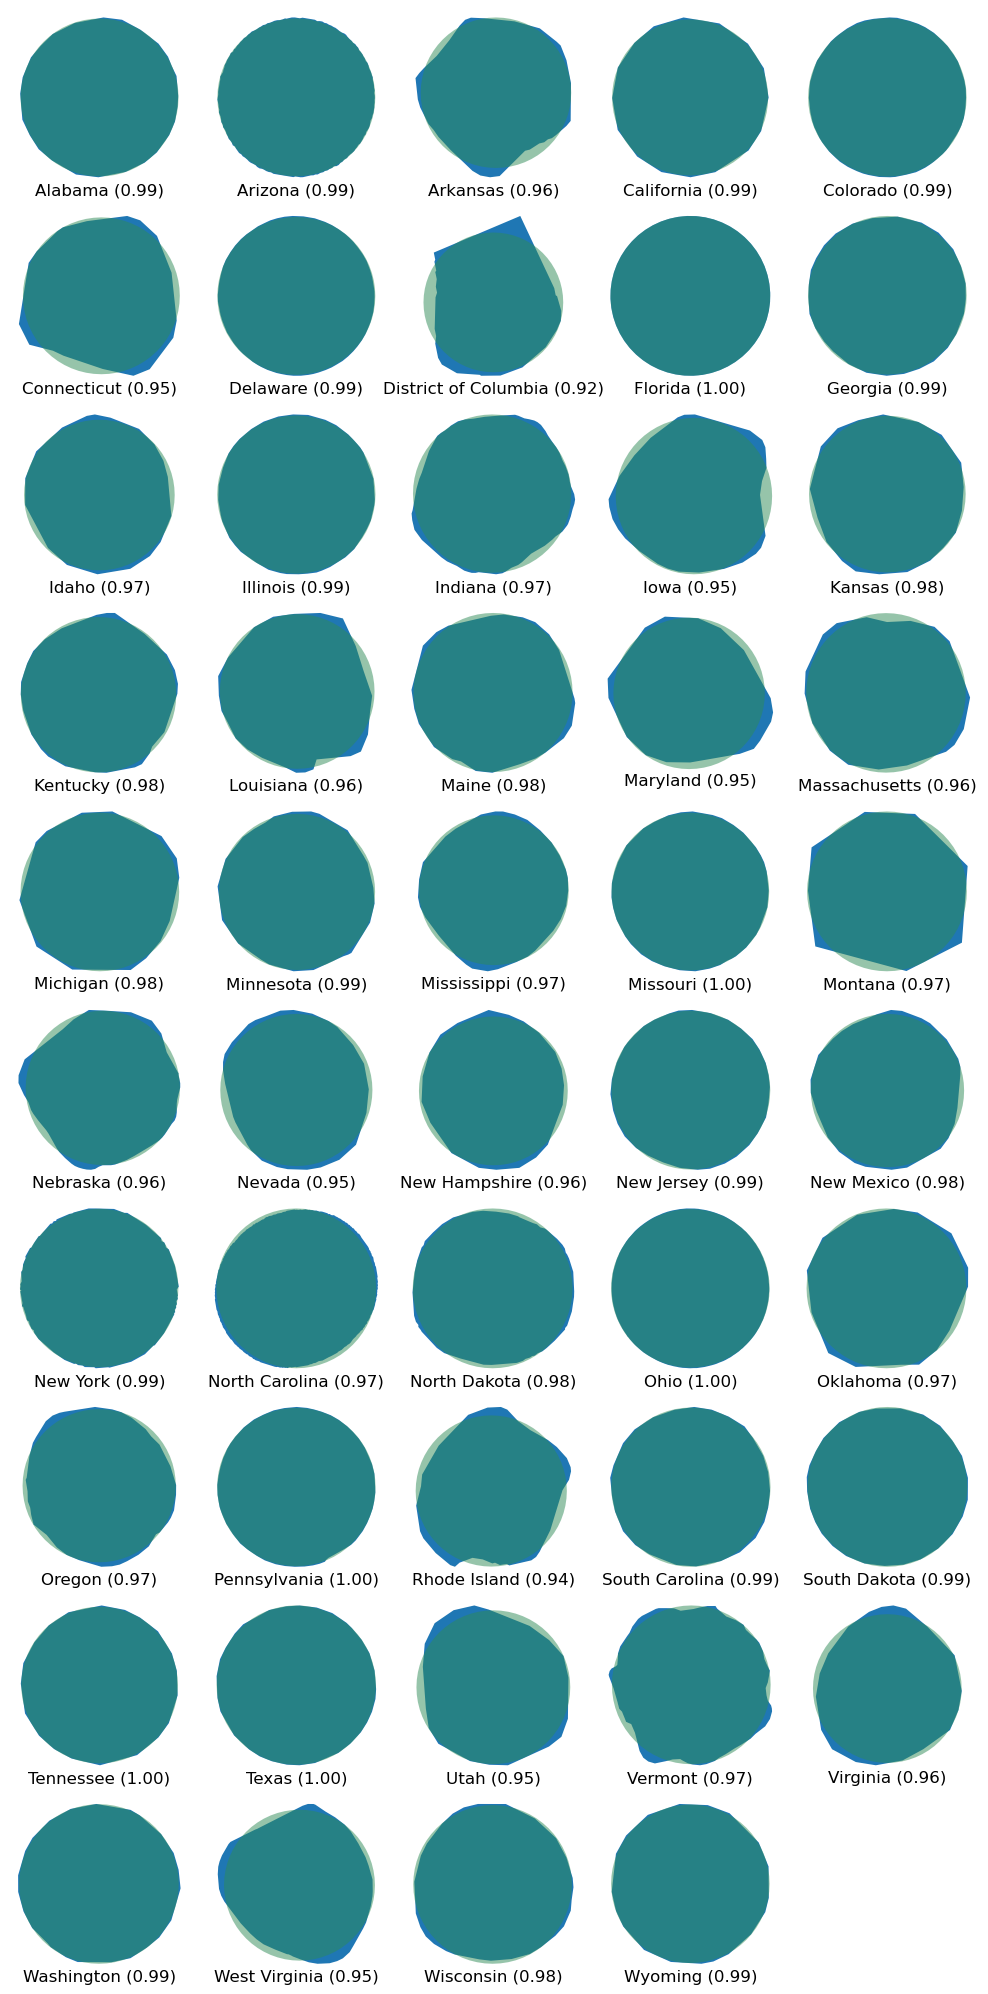 Alabama (0.99)
Arizona (0.99)
Arkansas (0.96)
California (0.99)
Colorado (0.99)
Connecticut (0.95)
Delaware (0.99)
District of Columbia (0.92)
Florida (1.00)
Georgia (0.99)
Idaho (0.97)
Illinois (0.99)
Indiana (0.97)
Iowa (0.95)
Kansas (0.98)
Kentucky (0.98)
Louisiana (0.96)
Maine (0.98)
Maryland (0.95)
Massachusetts (0.96)
Michigan (0.98)
Minnesota (0.99)
Mississippi (0.97)
Missouri (1.00)
Montana (0.97)
Nebraska (0.96)
Nevada (0.95)
New Hampshire (0.96)
New Jersey (0.99)
New Mexico (0.98)
New York (0.99)
North Carolina (0.97)
North Dakota (0.98)
Ohio (1.00)
Oklahoma (0.97)
Oregon (0.97)
Pennsylvania (1.00)
Rhode Island (0.94)
South Carolina (0.99)
South Dakota (0.99)
Tennessee (1.00)
Texas (1.00)
Utah (0.95)
Vermont (0.97)
Virginia (0.96)
Washington (0.99)
West Virginia (0.95)
Wisconsin (0.98)
Wyoming (0.99)